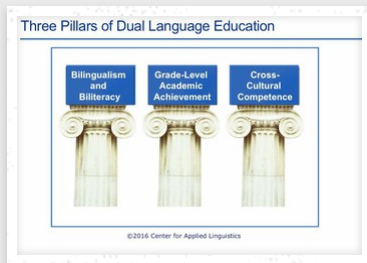 Three Pillars of Dual Language Education
Bilingualism
and
Biliteracy
Grade-Level
Academic
Achievement
Cross-
Cultural
Competence
©2016 Center for Applied Linguistics